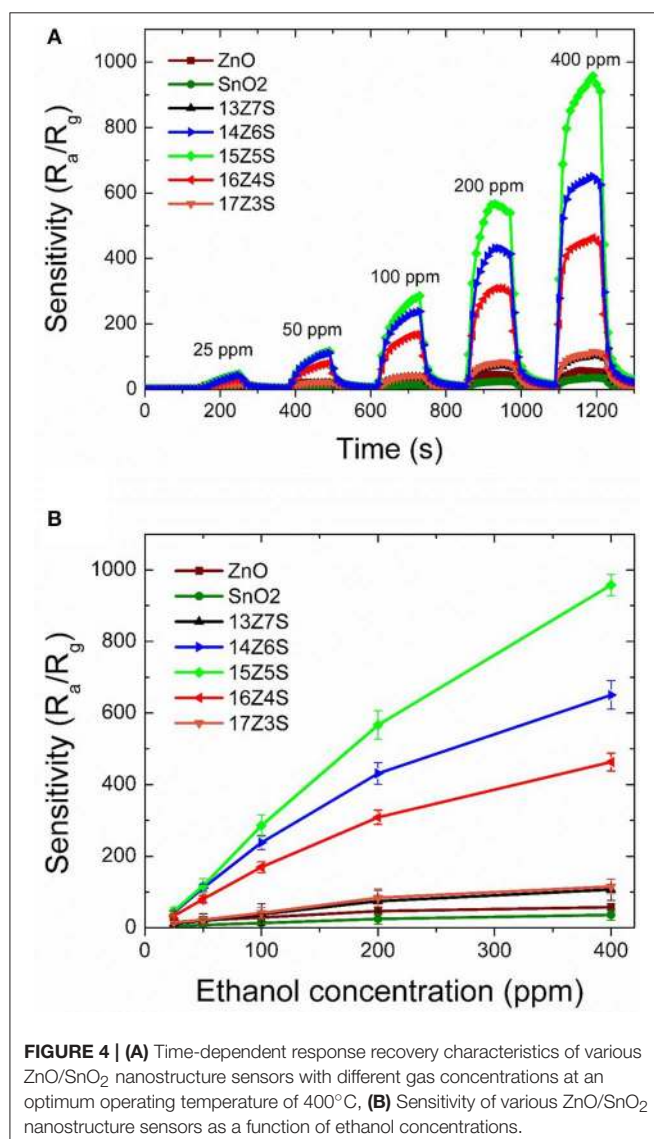 A
Sensitivity (Ra/Rg)
1000
800
600
400
200
0
ZnO
SnO2
13Z7S
14Z6S
15Z5S
16Z4S
17Z3S
25 ppm
50 ppm
100 ppm
200 ppm
400 ppm
0 200 400 600 800 1000 1200
Time (s)
B
Sensitivity (Ra/Rg)
1000
800
600
400
200
0
ZnO
SnO2
13Z7S
14Z6S
15Z5S
16Z4S
17Z3S
0 100 200 300 400
Ethanol concentration (ppm)
FIGURE 4 | (A) Time-dependent response recovery characteristics of various
ZnO/SnO₂ nanostructure sensors with different gas concentrations at an
optimum operating temperature of 400°C, (B) Sensitivity of various ZnO/SnO₂
nanostructure sensors as a function of ethanol concentrations.